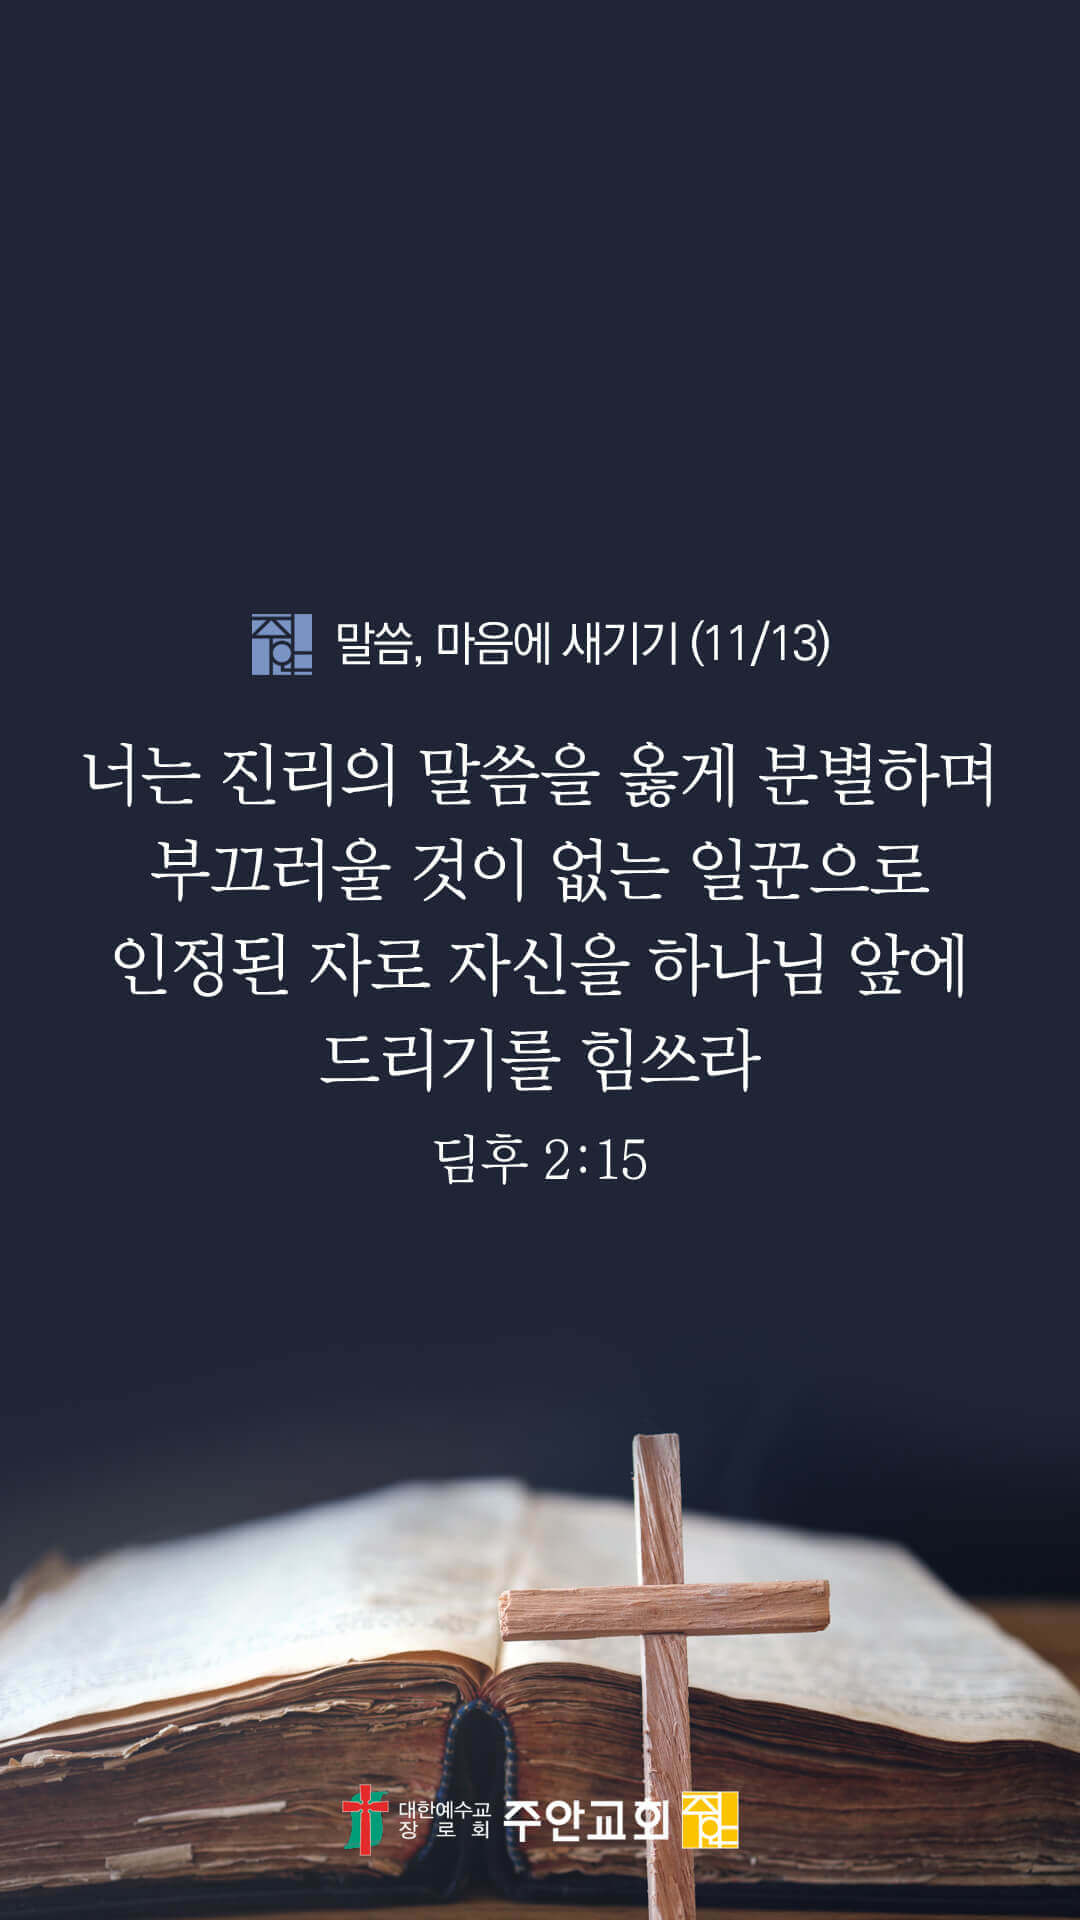 말씀, 마음에 새기기 (11/13)
너는 진리의 말씀을 옳게 분별하며
부끄러울 것이 없는 일꾼으로
인정된 자로 자신을 하나님 앞에
드리기를 힘쓰라
딤후 2:15
대한예수교
장로회
주안교회